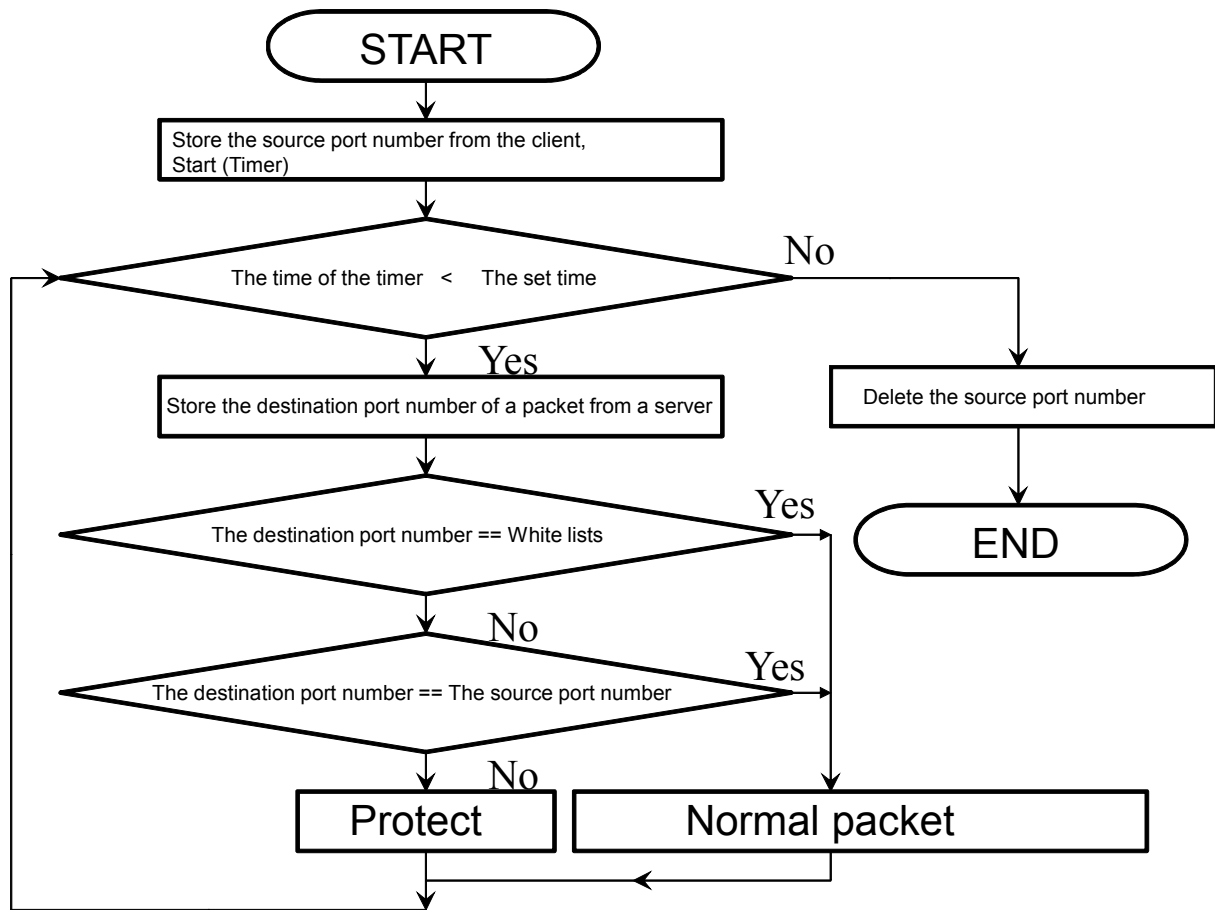 START
Store the source port number from the client,
Start (Timer)
The time of the timer < The set time
No
Yes
Store the destination port number of a packet from a server
Delete the source port number
The destination port number == White lists
Yes
END
No
The destination port number == The source port number
Yes
No
Protect
Normal packet